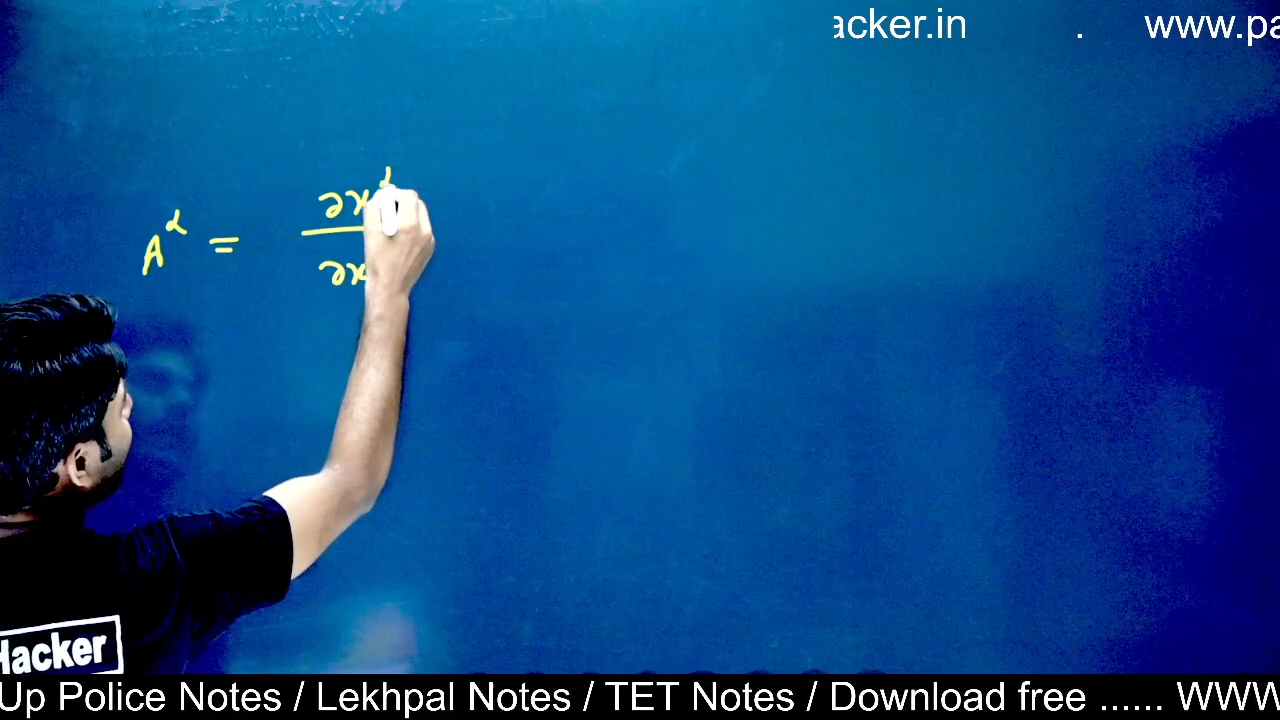 acker.in . www.pa
A^α = ∂x^α / ∂x
Hacker
Up Police Notes / Lekhpal Notes / TET Notes / Download free ...... WWW